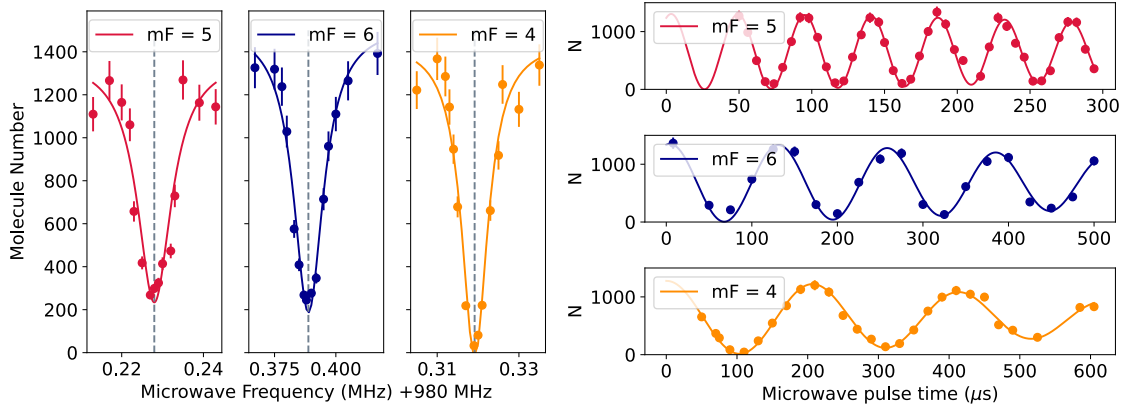 mF = 5
mF = 6
mF = 4
Molecule Number
1400
1200
1000
800
600
400
200
0
0.22 0.24
0.375 0.400
0.31 0.33
Microwave Frequency (MHz) +980 MHz
N
1000
0
mF = 5
0 50 100 150 200 250 300
N
1000
0
mF = 6
0 100 200 300 400 500
N
1000
0
mF = 4
0 100 200 300 400 500 600
Microwave pulse time (μs)